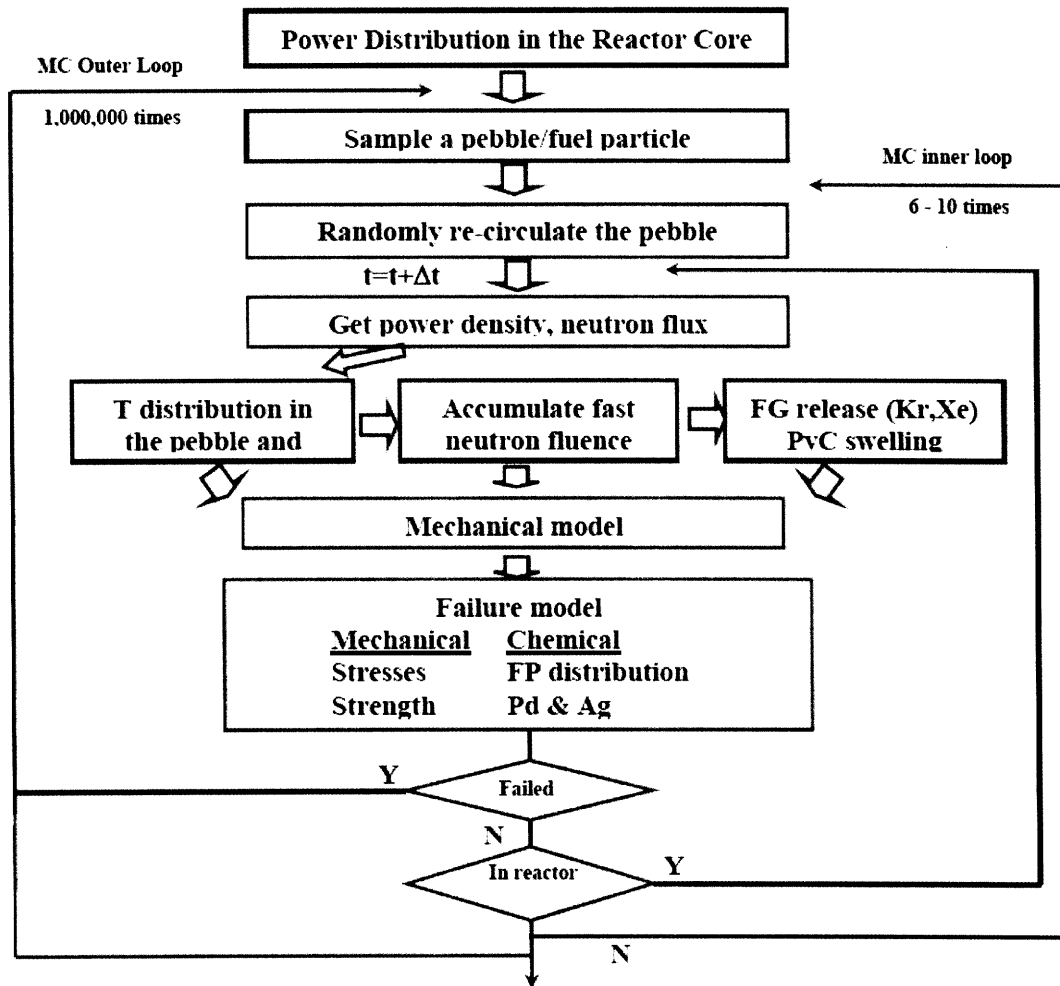 Power Distribution in the Reactor Core
MC Outer Loop
1,000,000 times
Sample a pebble/fuel particle
MC inner loop
6 - 10 times
Randomly re-circulate the pebble
t=t+Δt
Get power density, neutron flux
T distribution in
the pebble and
Accumulate fast
neutron fluence
FG release (Kr,Xe)
PyC swelling
Mechanical model
Failure model
Mechanical Chemical
Stresses FP distribution
Strength Pd & Ag
Y
Failed
N
In reactor
Y
N